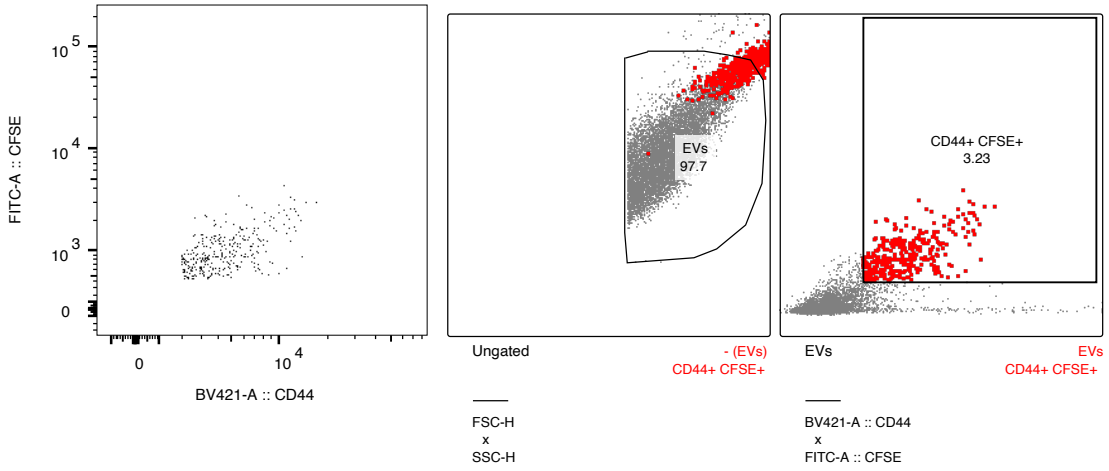 10 5
10 4
10 3
0
FITC-A :: CFSE
0
10 4
BV421-A :: CD44
EVs
97.7
Ungated
- (EVs)
CD44+ CFSE+
FSC-H
x
SSC-H
CD44+ CFSE+
3.23
EVs
EVs
CD44+ CFSE+
BV421-A :: CD44
x
FITC-A :: CFSE